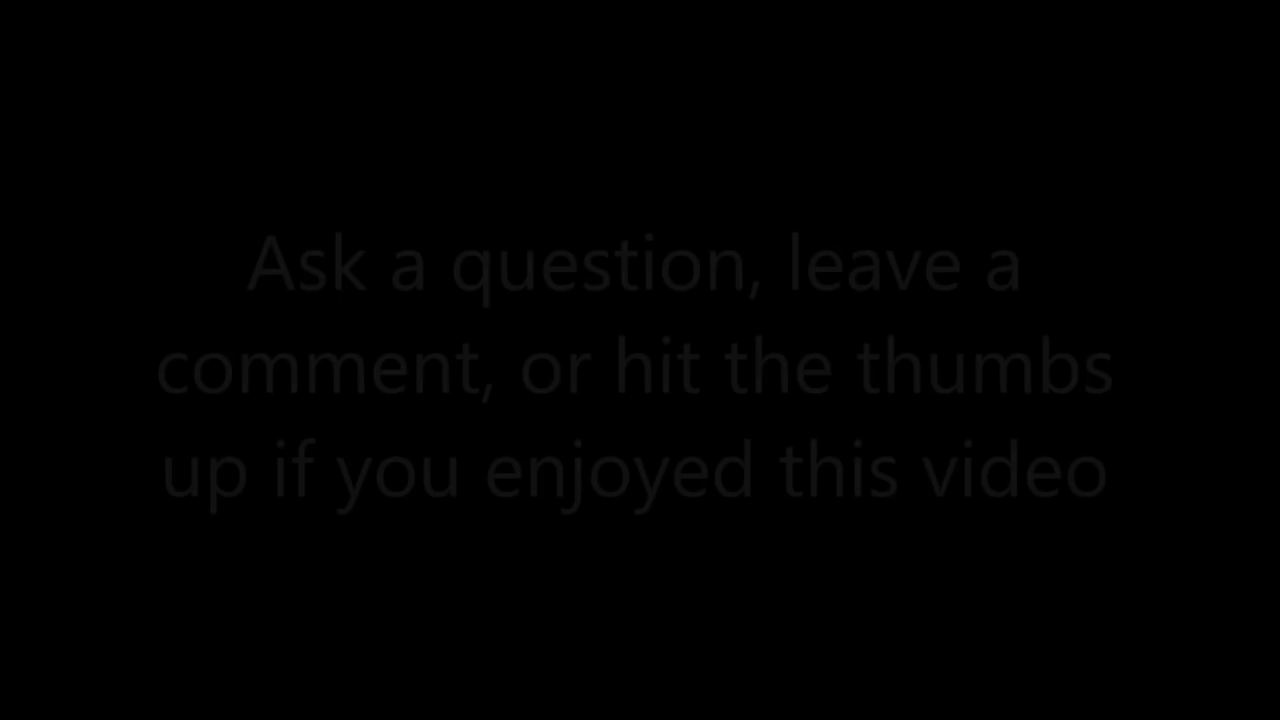 Ask a question, leave a
comment, or hit the thumbs
up if you enjoyed this video